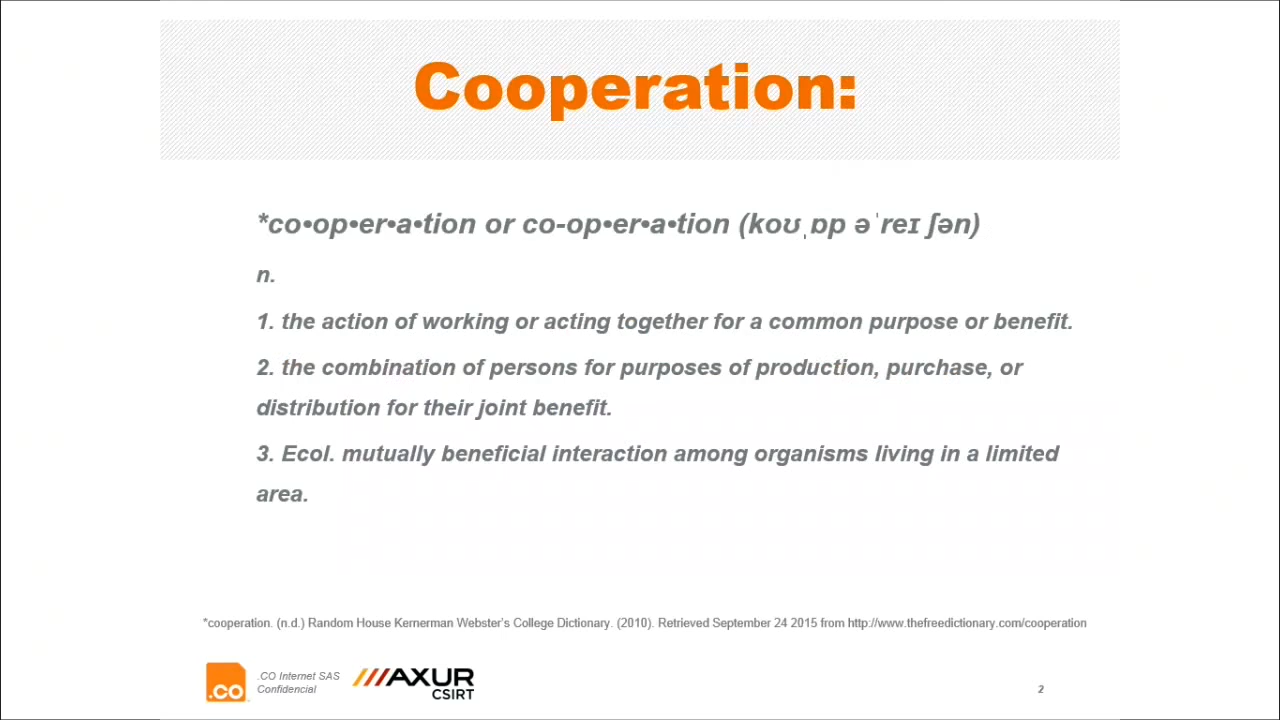 Cooperation:
*co•op•er•a•tion or co-op•er•a•tion (koʊˌɒp əˈreɪ ʃən)
n.
1. the action of working or acting together for a common purpose or benefit.
2. the combination of persons for purposes of production, purchase, or
distribution for their joint benefit.
3. Ecol. mutually beneficial interaction among organisms living in a limited
area.
*cooperation. (n.d.) Random House Kernerman Webster's College Dictionary. (2010). Retrieved September 24 2015 from http://www.thefreedictionary.com/cooperation
.CO
.CO Internet SAS
Confidencial
AXUR
CSIRT
2